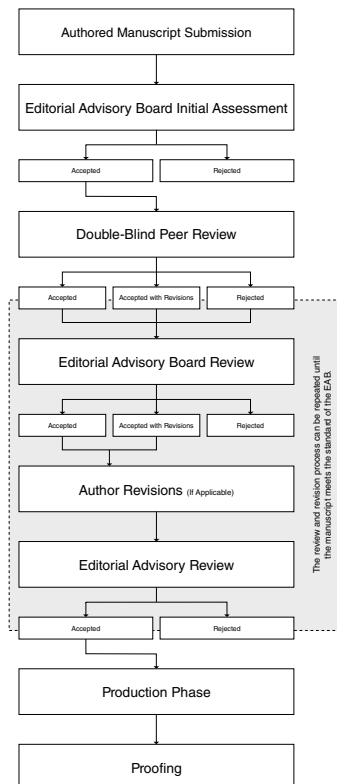 Authored Manuscript Submission
Editorial Advisory Board Initial Assessment
Accepted
Rejected
Double-Blind Peer Review
Accepted
Accepted with Revisions
Rejected
Editorial Advisory Board Review
Accepted
Accepted with Revisions
Rejected
Author Revisions (If Applicable)
Editorial Advisory Review
Accepted
Rejected
The review and revision process can be repeated until
the manuscript meets the standard of the EAB.
Production Phase
Proofing